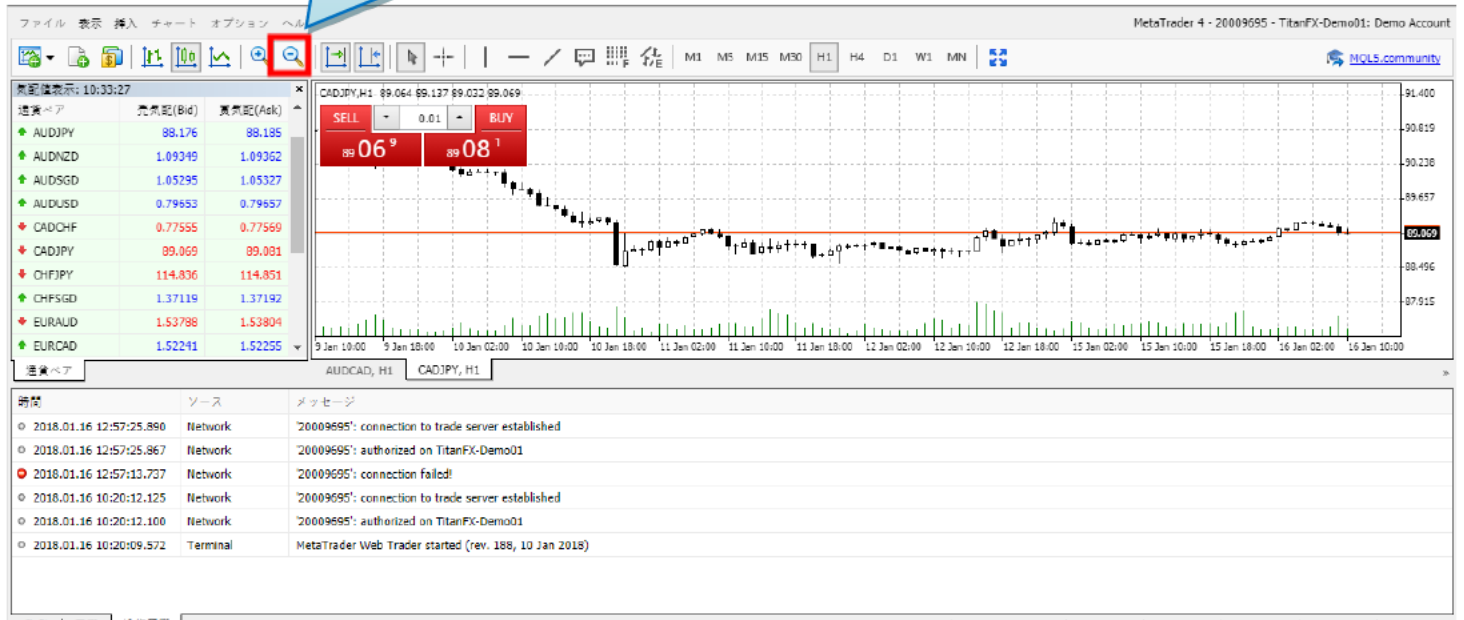 ファイル 表示 挿入 チャート オプション ヘル
MetaTrader 4 - 20009695 - TitanFX-Demo01: Demo Account
M1 M5 M15 M30 H1 H4 D1 W1 MN
MQL5.community
気配値表示: 10:33:27
通貨ペア 売気配(Bid) 買気配(Ask)
AUDJPY 88.176 88.185
AUDNZD 1.09349 1.09362
AUDSGD 1.05295 1.05327
AUDUSD 0.79653 0.79657
CADCHF 0.77555 0.77569
CADJPY 89.069 89.081
CHFJPY 114.836 114.851
CHFSGD 1.37119 1.37192
EURAUD 1.53788 1.53804
EURCAD 1.52241 1.52255
通貨ペア
CADJPY,H1 89.064 89.137 89.032 89.069
SELL 0.01 BUY
89 06 9 89 08 1
91.400
90.819
90.238
89.657
89.069
88.496
87.915
9 Jan 10:00 9 Jan 18:00 10 Jan 02:00 10 Jan 10:00 10 Jan 18:00 11 Jan 02:00 11 Jan 10:00 11 Jan 18:00 12 Jan 02:00 12 Jan 10:00 12 Jan 18:00 15 Jan 02:00 15 Jan 10:00 15 Jan 18:00 16 Jan 02:00 16 Jan 10:00
AUDCAD, H1 CADJPY, H1
時間 ソース メッセージ
2018.01.16 12:57:25.890 Network '20009695': connection to trade server established
2018.01.16 12:57:25.867 Network '20009695': authorized on TitanFX-Demo01
2018.01.16 12:57:13.737 Network '20009695': connection failed!
2018.01.16 10:20:12.125 Network '20009695': connection to trade server established
2018.01.16 10:20:12.100 Network '20009695': authorized on TitanFX-Demo01
2018.01.16 10:20:09.572 Terminal MetaTrader Web Trader started (rev. 188, 10 Jan 2018)